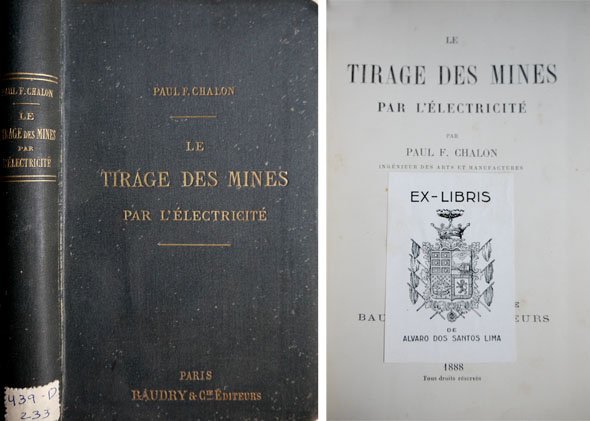 PAUL F. CHALON
LE
TIRAGE DES MINES
PAR
L'ÉLECTRICITÉ
439-D
233
PAUL F. CHALON
LE
TIRAGE DES MINES
PAR L'ÉLECTRICITÉ
PARIS
BAUDRY & Cie ÉDITEURS
LE
TIRAGE DES MINES
PAR L'ÉLECTRICITÉ
PAR
PAUL F. CHALON
INGÉNIEUR DES ARTS ET MANUFACTURES
EX-LIBRIS
DE
ALVARO DOS SANTOS LIMA
1888
Tout droits réservés